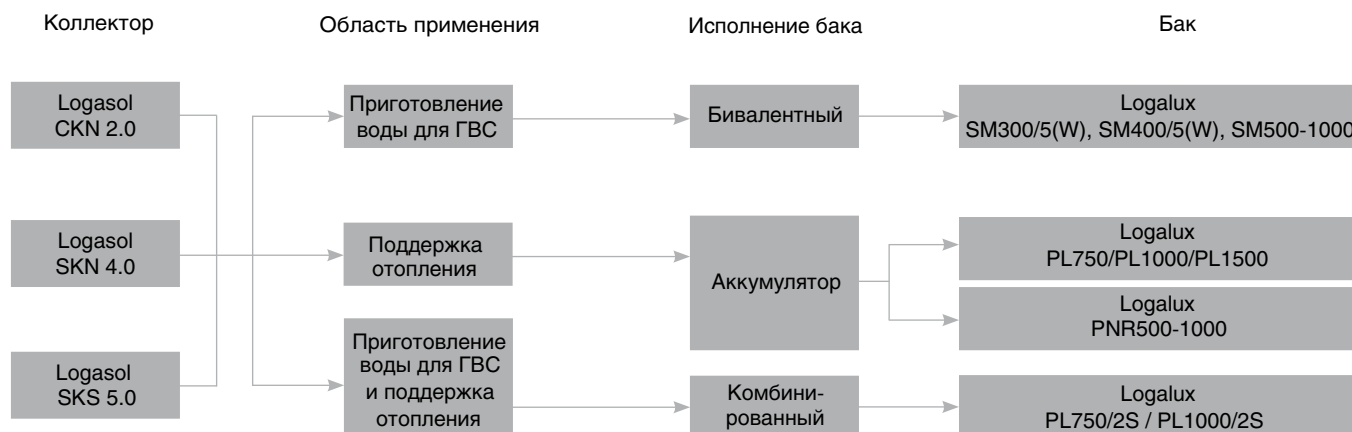 Коллектор
Область применения
Исполнение бака
Бак
Logasol
CKN 2.0
Приготовление
воды для ГВС
Бивалентный
Logalux
SM300/5(W), SM400/5(W), SM500-1000
Logasol
SKN 4.0
Поддержка
отопления
Аккумулятор
Logalux
PL750/PL1000/PL1500
Logalux
PNR500-1000
Logasol
SKS 5.0
Приготовление
воды для ГВС
и поддержка
отопления
Комбини-
рованный
Logalux
PL750/2S / PL1000/2S